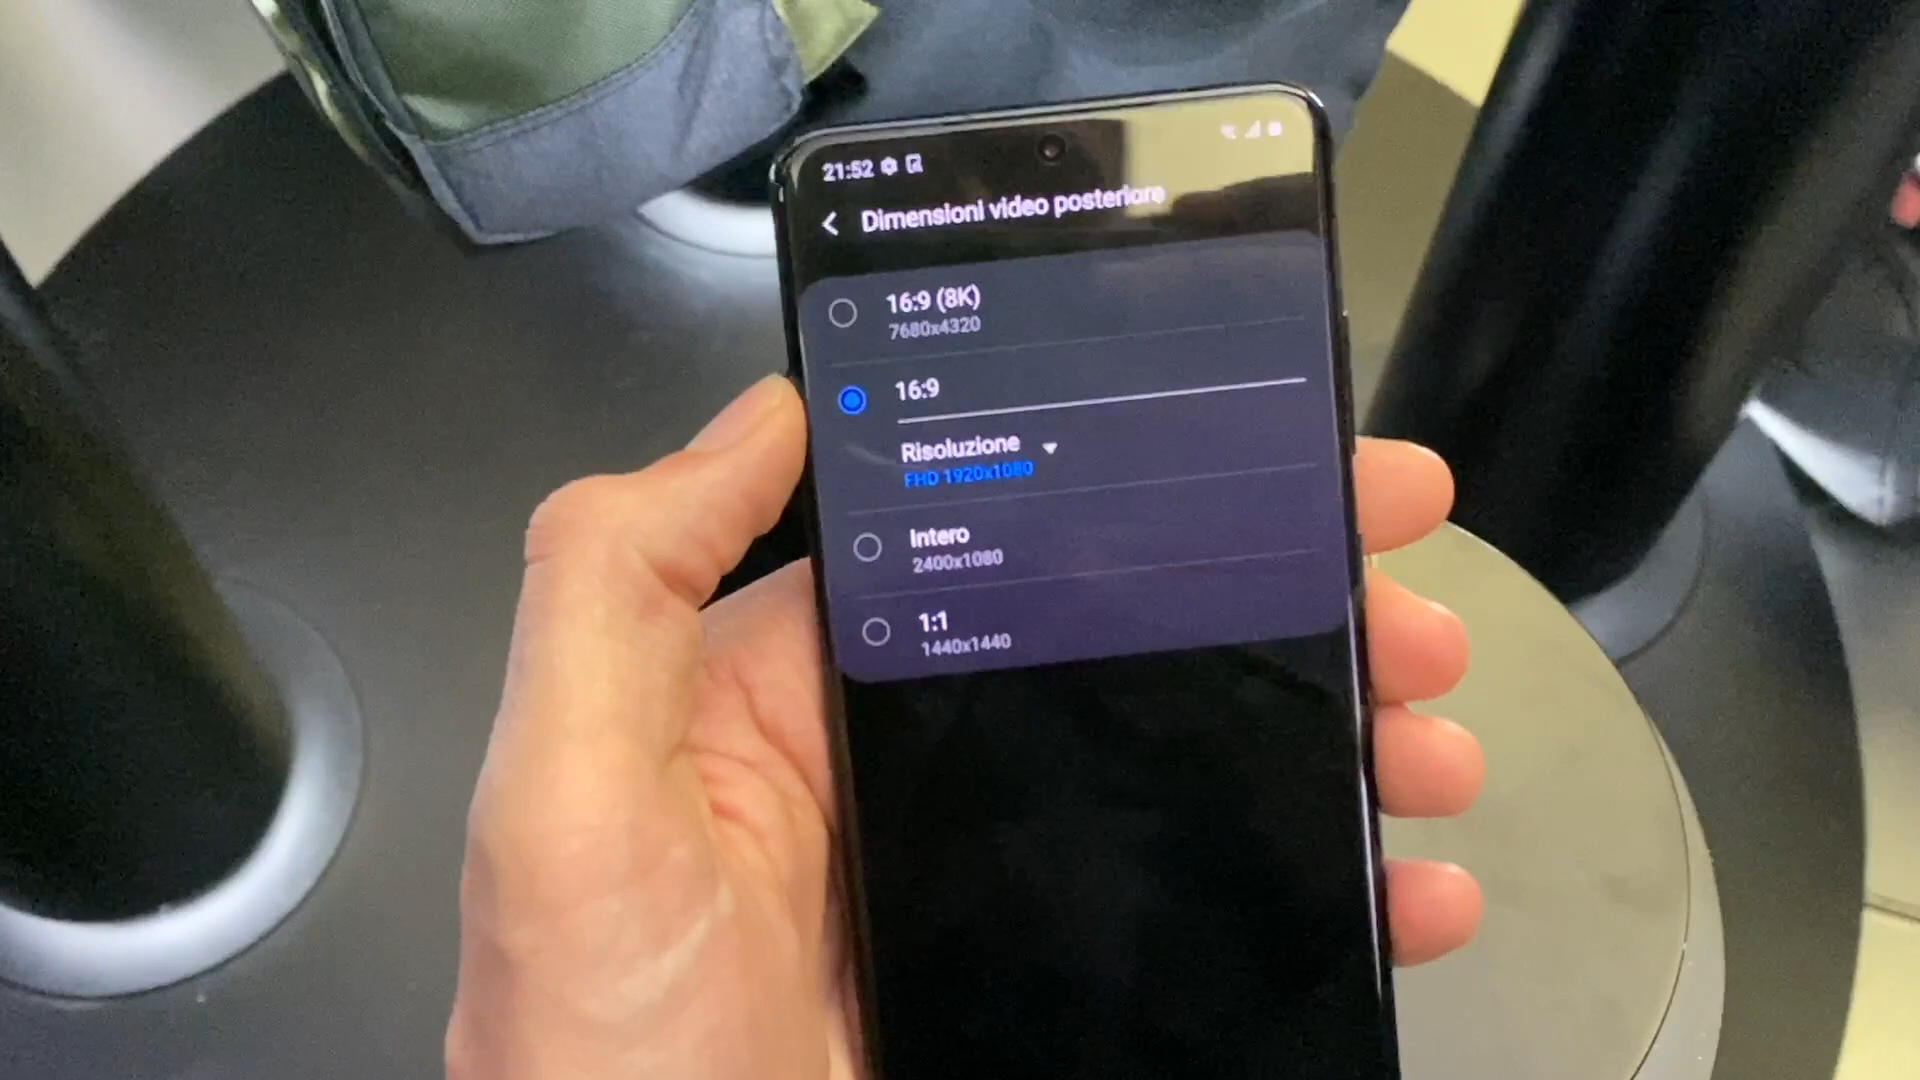 21:52
Dimensioni video posteriore
16:9 (8K)
7680x4320
16:9
Risoluzione
FHD 1920x1080
Intero
2400x1080
1:1
1440x1440